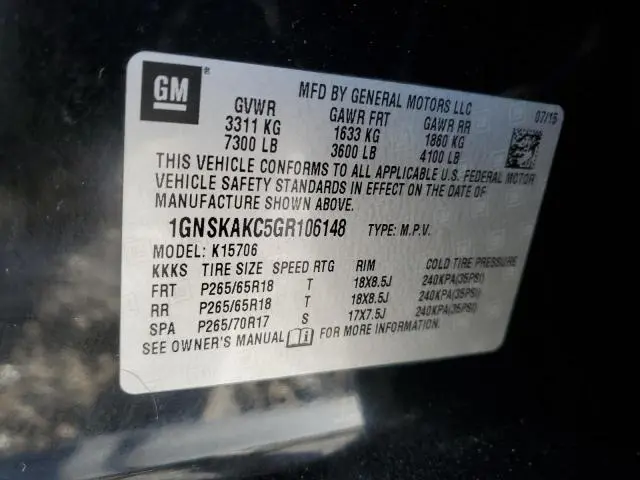 GM®
MFD BY GENERAL MOTORS LLC 07/15
GVWR GAWR FRT GAWR RR
3311 KG 1633 KG 1860 KG
7300 LB 3600 LB 4100 LB
THIS VEHICLE CONFORMS TO ALL APPLICABLE U.S. FEDERAL MOTOR
VEHICLE SAFETY STANDARDS IN EFFECT ON THE DATE OF
MANUFACTURE SHOWN ABOVE.
1GNSKAKC5GR106148 TYPE: M.P.V.
MODEL: K15706
KKKS TIRE SIZE SPEED RTG RIM COLD TIRE PRESSURE
FRT P265/65R18 T 18X8.5J 240KPA(35PSI)
RR P265/65R18 T 18X8.5J 240KPA(35PSI)
SPA P265/70R17 S 17X7.5J 240KPA(35PSI)
SEE OWNER'S MANUAL FOR MORE INFORMATION.